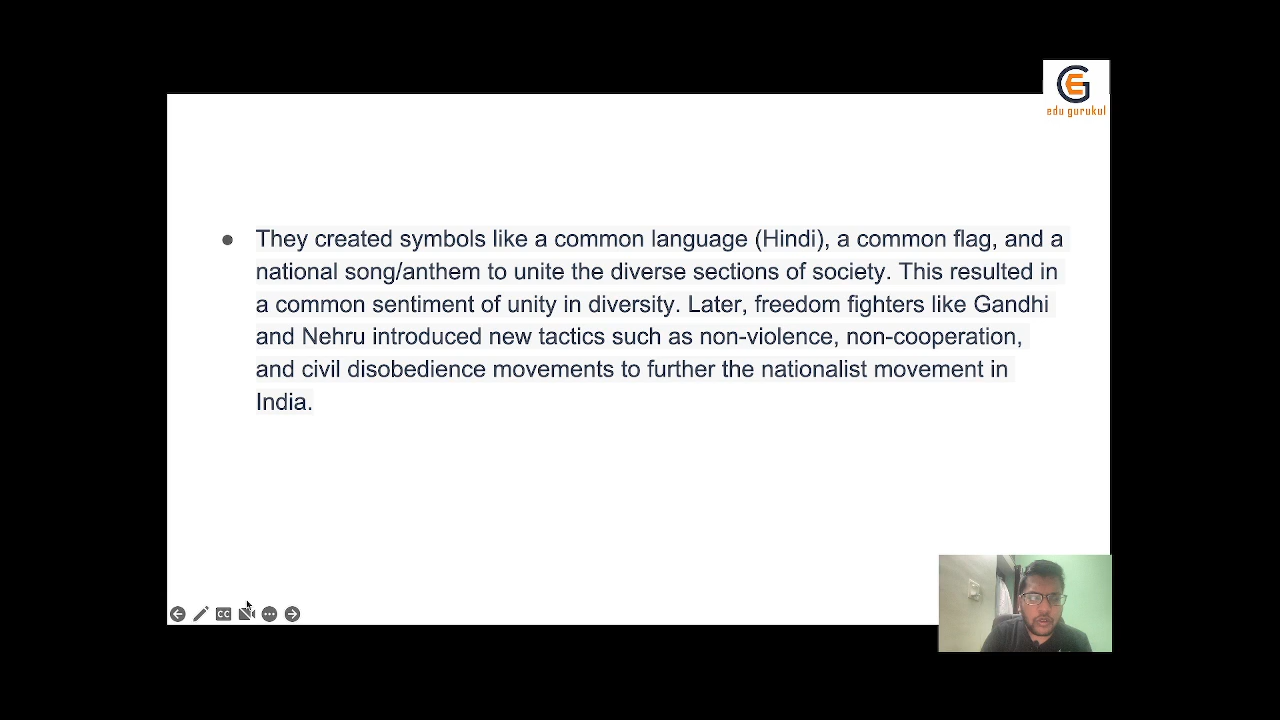 edu gurukul
● They created symbols like a common language (Hindi), a common flag, and a
national song/anthem to unite the diverse sections of society. This resulted in
a common sentiment of unity in diversity. Later, freedom fighters like Gandhi
and Nehru introduced new tactics such as non-violence, non-cooperation,
and civil disobedience movements to further the nationalist movement in
India.
CC